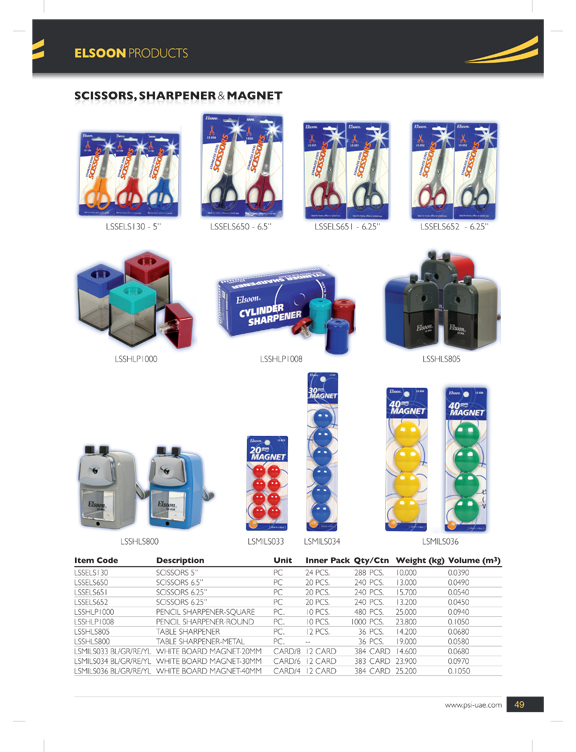 ELSOON PRODUCTS
SCISSORS, SHARPENER & MAGNET
LSSELS130 - 5"
LSSELS650 - 6.5"
LSSELS651 - 6.25"
LSSELS652 - 6.25"
Elsoon.
CYLINDER
SHARPENER
Elsoon.
LSSHLP1000
LSSHLP1008
LSSHLS805
30mm
MAGNET
40mm
MAGNET
40mm
MAGNET
20mm
MAGNET
Elsoon.
Elsoon.
LSSHLS800
LSMILS033
LSMILS034
LSMILS036
Item Code Description Unit Inner Pack Qty/Ctn Weight (kg) Volume (m³)
LSSELS130 SCISSORS 5" PC 24 PCS. 288 PCS. 10.000 0.0390
LSSELS650 SCISSORS 6.5" PC 20 PCS. 240 PCS. 13.000 0.0490
LSSELS651 SCISSORS 6.25" PC 20 PCS. 240 PCS. 15.700 0.0540
LSSELS652 SCISSORS 6.25" PC 20 PCS. 240 PCS. 13.200 0.0450
LSSHLP1000 PENCIL SHARPENER-SQUARE PC. 10 PCS. 480 PCS. 25.000 0.0940
LSSHLP1008 PENCIL SHARPENER-ROUND PC. 10 PCS. 1000 PCS. 23.800 0.1050
LSSHLS805 TABLE SHARPENER PC. 12 PCS. 36 PCS. 14.200 0.0680
LSSHLS800 TABLE SHARPENER-METAL PC. -- 36 PCS. 19.000 0.0580
LSMILS033 BL/GR/RE/YL WHITE BOARD MAGNET-20MM CARD/8 12 CARD 384 CARD 14.600 0.0680
LSMILS034 BL/GR/RE/YL WHITE BOARD MAGNET-30MM CARD/6 12 CARD 383 CARD 23.900 0.0970
LSMILS036 BL/GR/RE/YL WHITE BOARD MAGNET-40MM CARD/4 12 CARD 384 CARD 25.200 0.1050
www.psi-uae.com 49